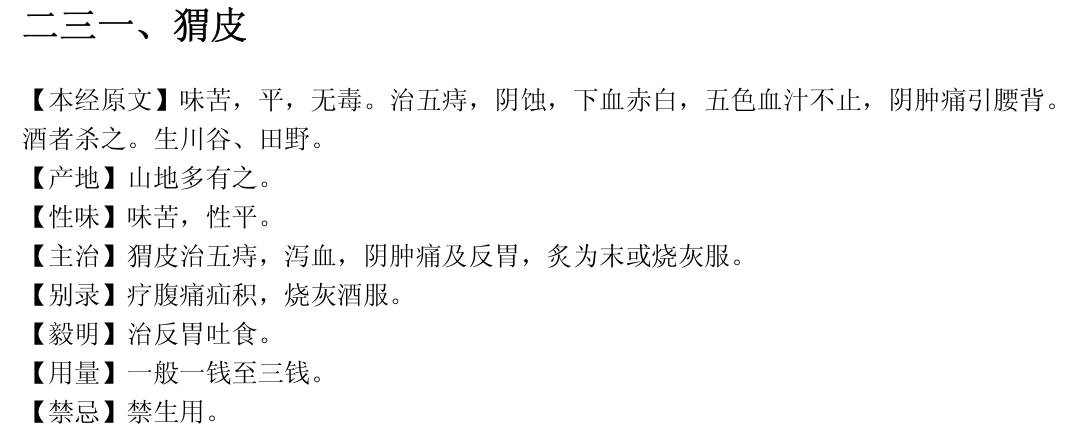 二三一、猬皮
【本经原文】味苦，平，无毒。治五痔，阴蚀，下血赤白，五色血汁不止，阴肿痛引腰背。
酒者杀之。生川谷、田野。
【产地】山地多有之。
【性味】味苦，性平。
【主治】猬皮治五痔，泻血，阴肿痛及反胃，炙为末或烧灰服。
【别录】疗腹痛疝积，烧灰酒服。
【毅明】治反胃吐食。
【用量】一般一钱至三钱。
【禁忌】禁生用。